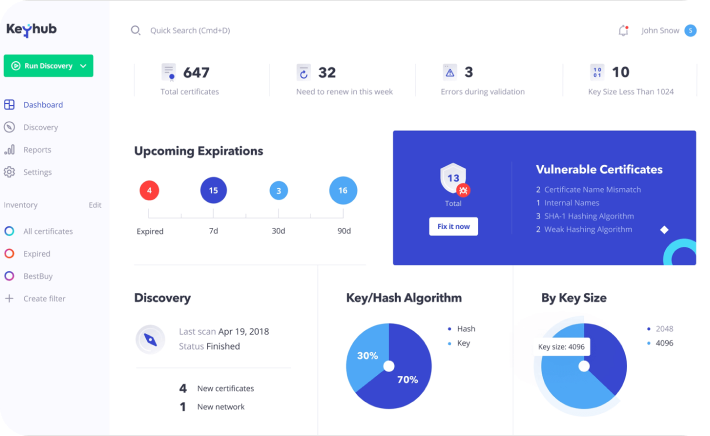 Keyhub
Quick Search (Cmd+D)
John Snow S
Run Discovery
647
Total certificates
32
Need to renew in this week
3
Errors during validation
10
01
10
Key Size Less Than 1024
Dashboard
Discovery
Reports
Settings
Inventory Edit
All certificates
Expired
BestBuy
Create filter
Upcoming Expirations
4 15 3 16
Expired 7d 30d 90d
13
Total
Fix it now
Vulnerable Certificates
2 Certificate Name Mismatch
1 Internal Names
3 SHA-1 Hashing Algorithm
2 Weak Hashing Algorithm
Discovery
Last scan Apr 19, 2018
Status Finished
4 New certificates
1 New network
Key/Hash Algorithm
30%
70%
Hash
Key
By Key Size
Key size: 4096
2048
4096